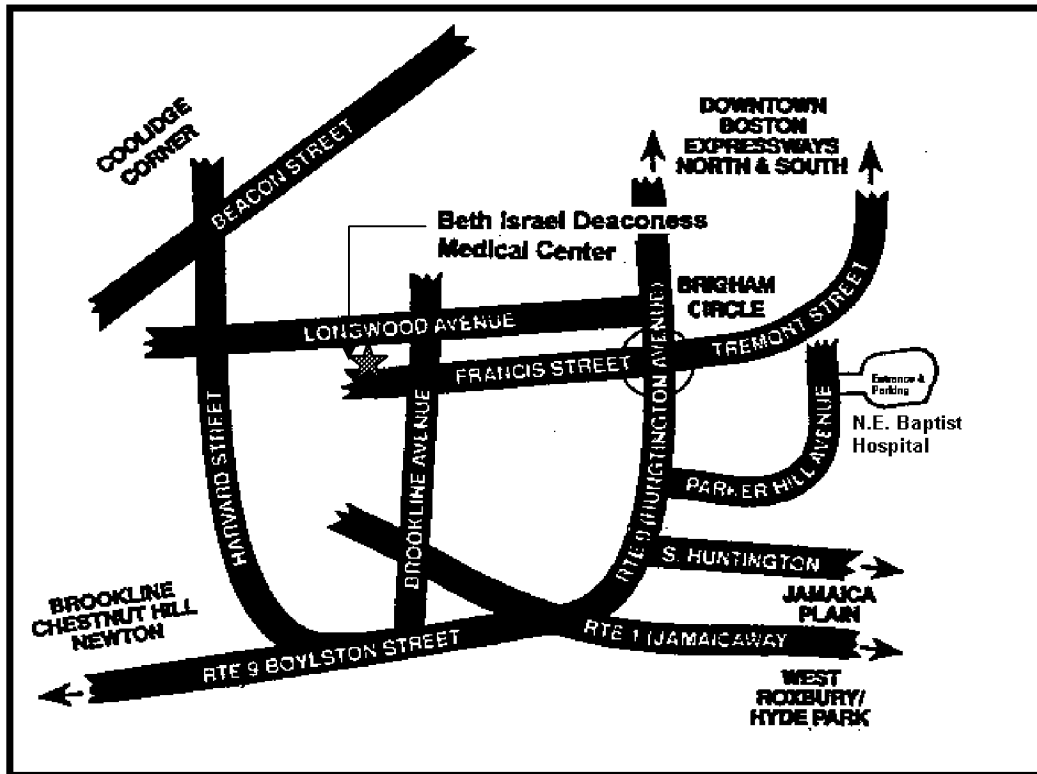 COOLIDGE
CORNER
BEACON STREET
DOWNTOWN
BOSTON
EXPRESSWAYS
NORTH & SOUTH
Beth Israel Deaconess
Medical Center
BRIGHAM
CIRCLE
LONGWOOD AVENUE
FRANCIS STREET
TREMONT STREET
HARVARD STREET
BROOKLINE AVENUE
RTE 9 (HUNGTINGTON AVENUE)
Entrance &
Parking
N.E. Baptist
Hospital
PARKER HILL AVENUE
S. HUNTINGTON
JAMAICA
PLAIN
BROOKLINE
CHESTNUT HILL
NEWTON
RTE 9 BOYLSTON STREET
RTE 1 (JAMAICAWAY
WEST
ROXBURY/
HYDE PARK